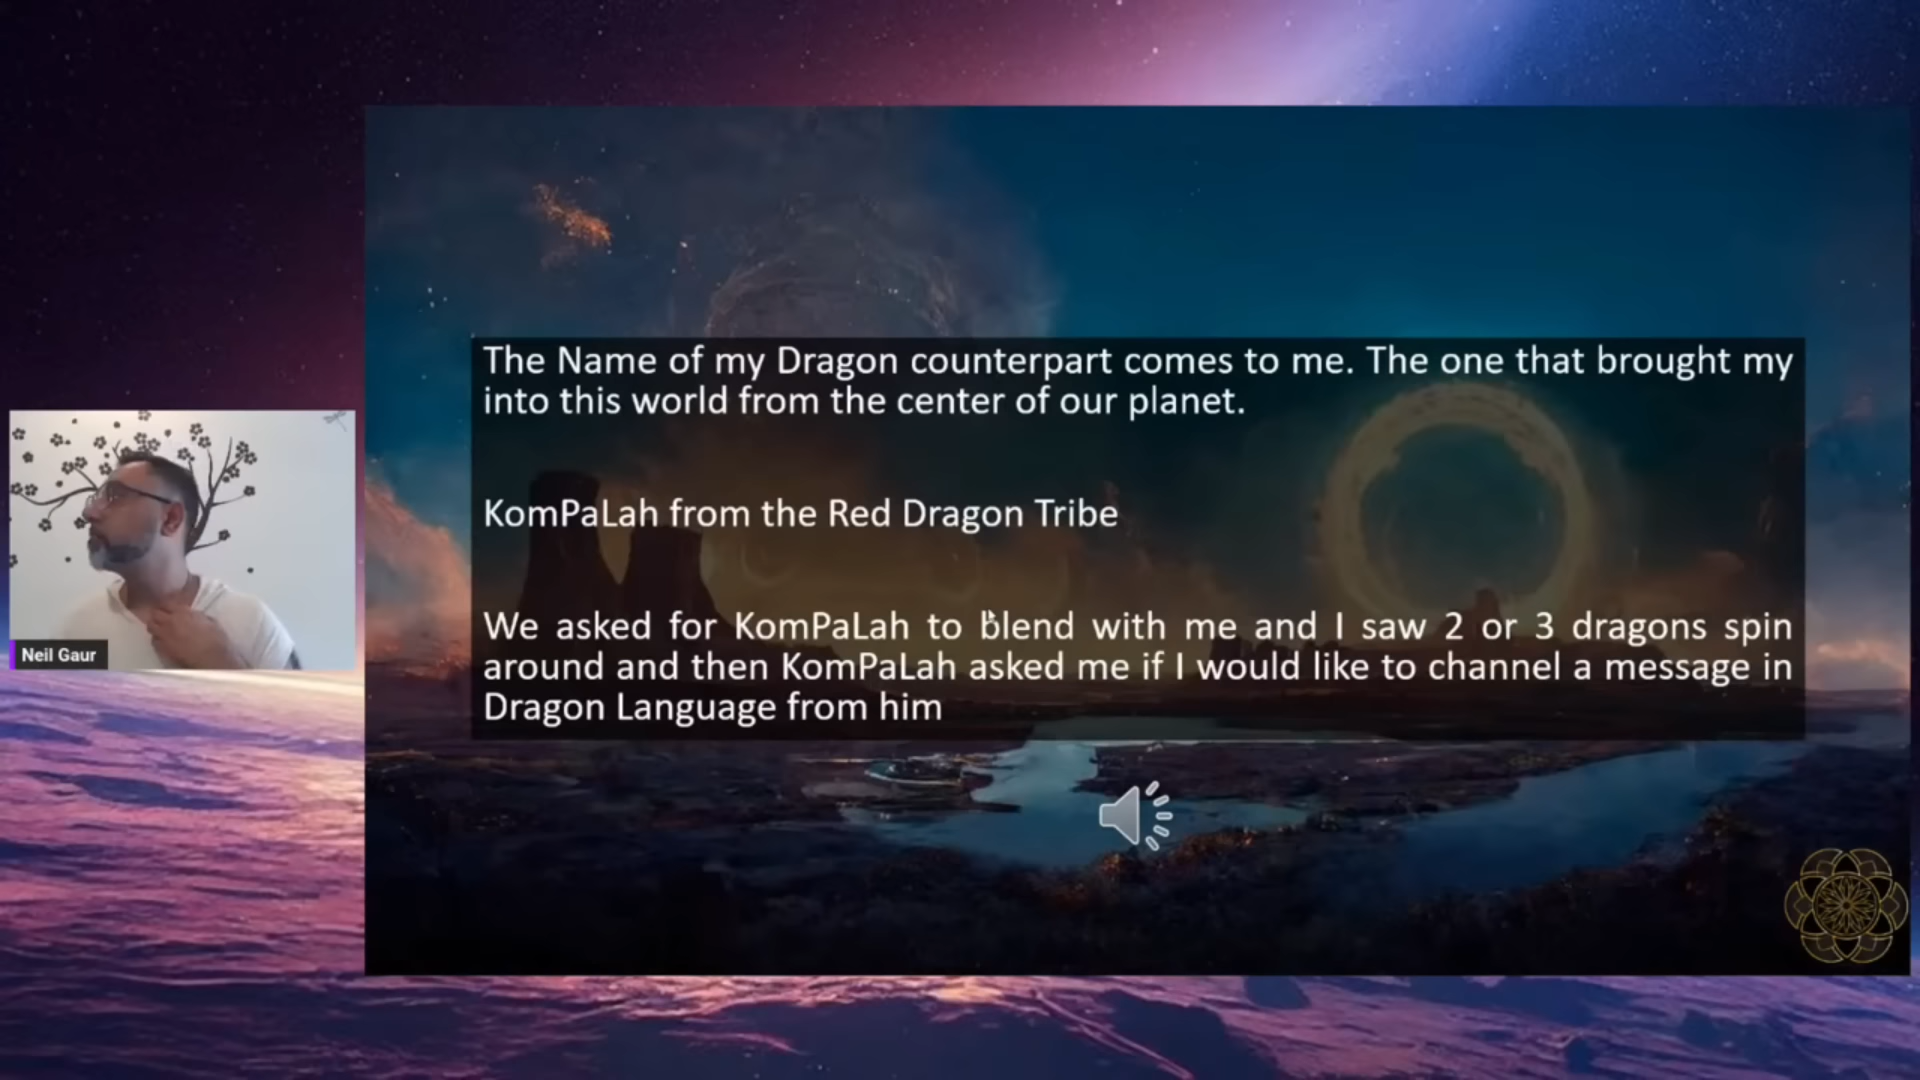 The Name of my Dragon counterpart comes to me. The one that brought my
into this world from the center of our planet.
KomPaLah from the Red Dragon Tribe
We asked for KomPaLah to blend with me and I saw 2 or 3 dragons spin
around and then KomPaLah asked me if I would like to channel a message in
Dragon Language from him
Neil Gaur